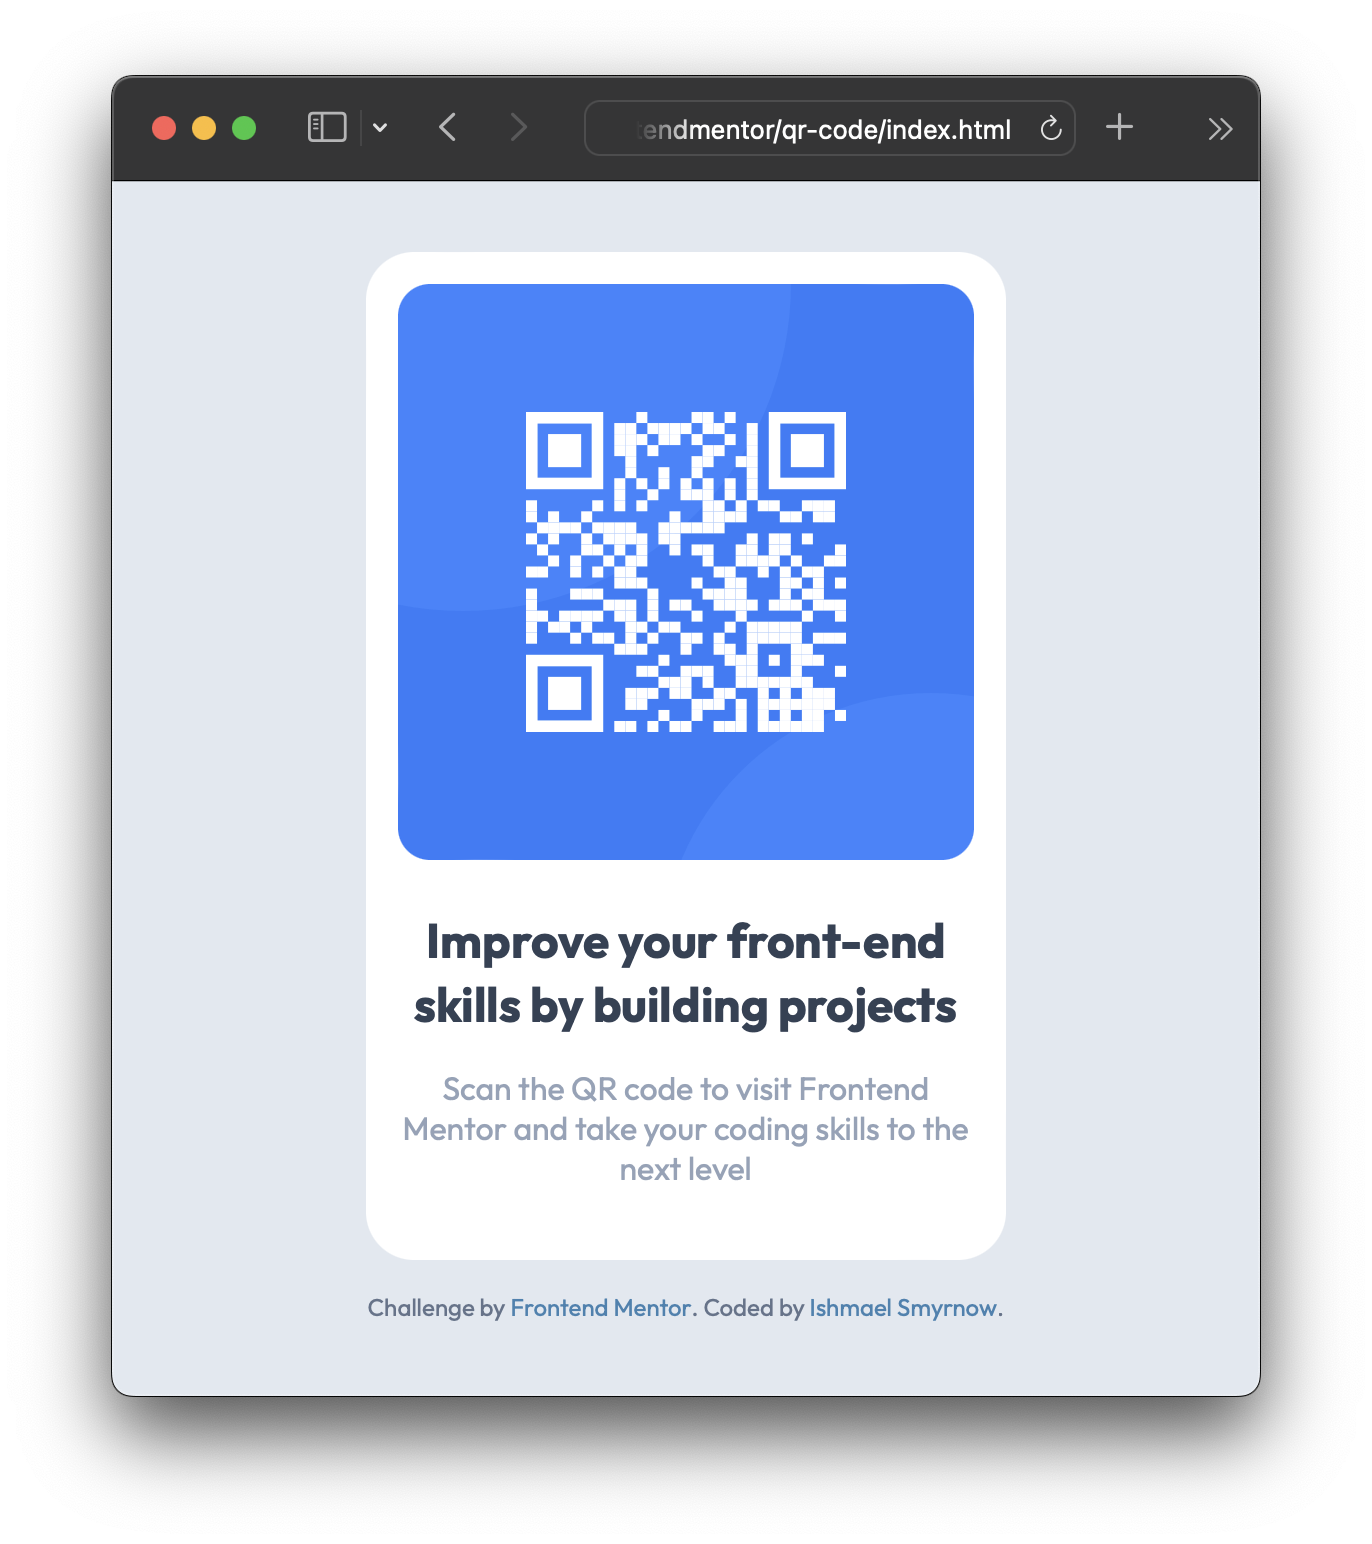 endmentor/qr-code/index.html
Improve your front-end
skills by building projects
Scan the QR code to visit Frontend
Mentor and take your coding skills to the
next level
Challenge by Frontend Mentor. Coded by Ishmael Smyrnow.